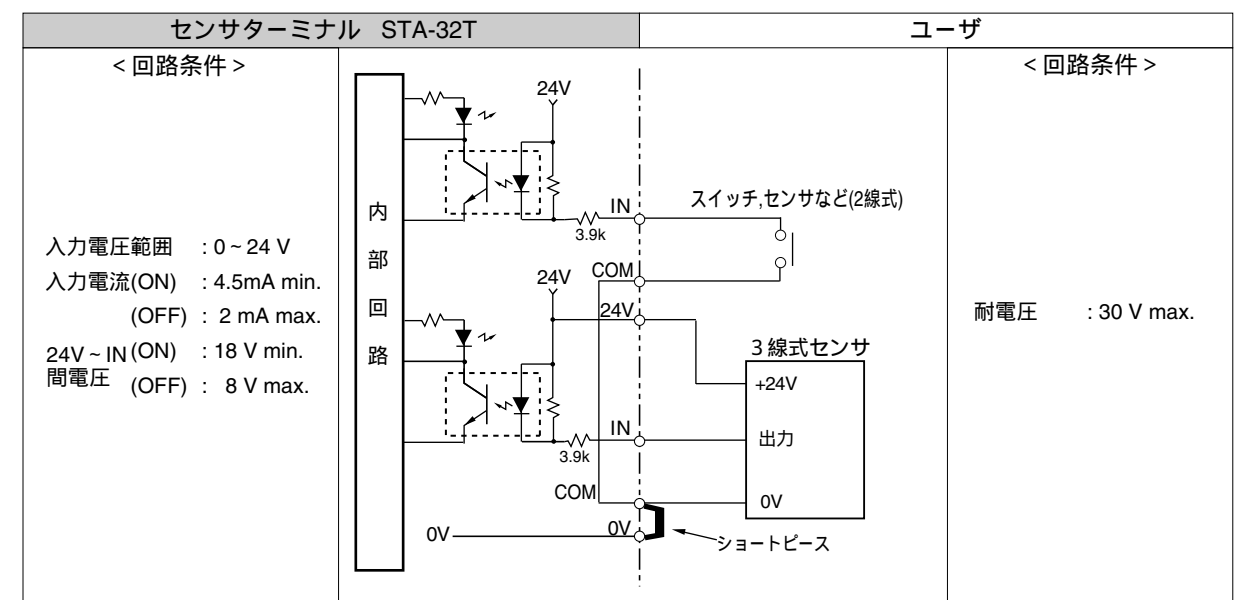 センサターミナル STA-32T
ユーザ
<回路条件>
入力電圧範囲 : 0~24 V
入力電流(ON) : 4.5mA min.
(OFF) : 2 mA max.
24V~IN間電圧 (ON) : 18 V min.
(OFF) : 8 V max.
内部回路
24V
IN
3.9k
COM
スイッチ,センサなど(2線式)
24V
24V
IN
3.9k
COM
0V
0V
3線式センサ
+24V
出力
0V
ショートピース
<回路条件>
耐電圧 : 30 V max.